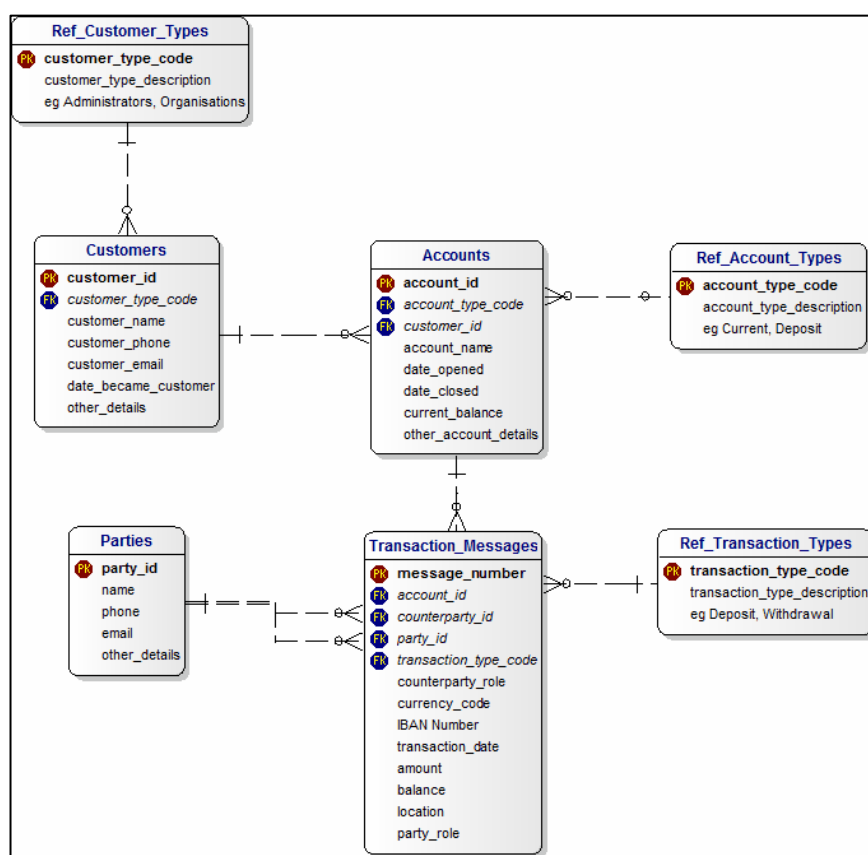 Ref_Customer_Types
PK customer_type_code
customer_type_description
eg Administrators, Organisations
Customers
PK customer_id
FK customer_type_code
customer_name
customer_phone
customer_email
date_became_customer
other_details
Accounts
PK account_id
FK account_type_code
FK customer_id
account_name
date_opened
date_closed
current_balance
other_account_details
Ref_Account_Types
PK account_type_code
account_type_description
eg Current, Deposit
Parties
PK party_id
name
phone
email
other_details
Transaction_Messages
PK message_number
FK account_id
FK counterparty_id
FK party_id
FK transaction_type_code
counterparty_role
currency_code
IBAN Number
transaction_date
amount
balance
location
party_role
Ref_Transaction_Types
PK transaction_type_code
transaction_type_description
eg Deposit, Withdrawal